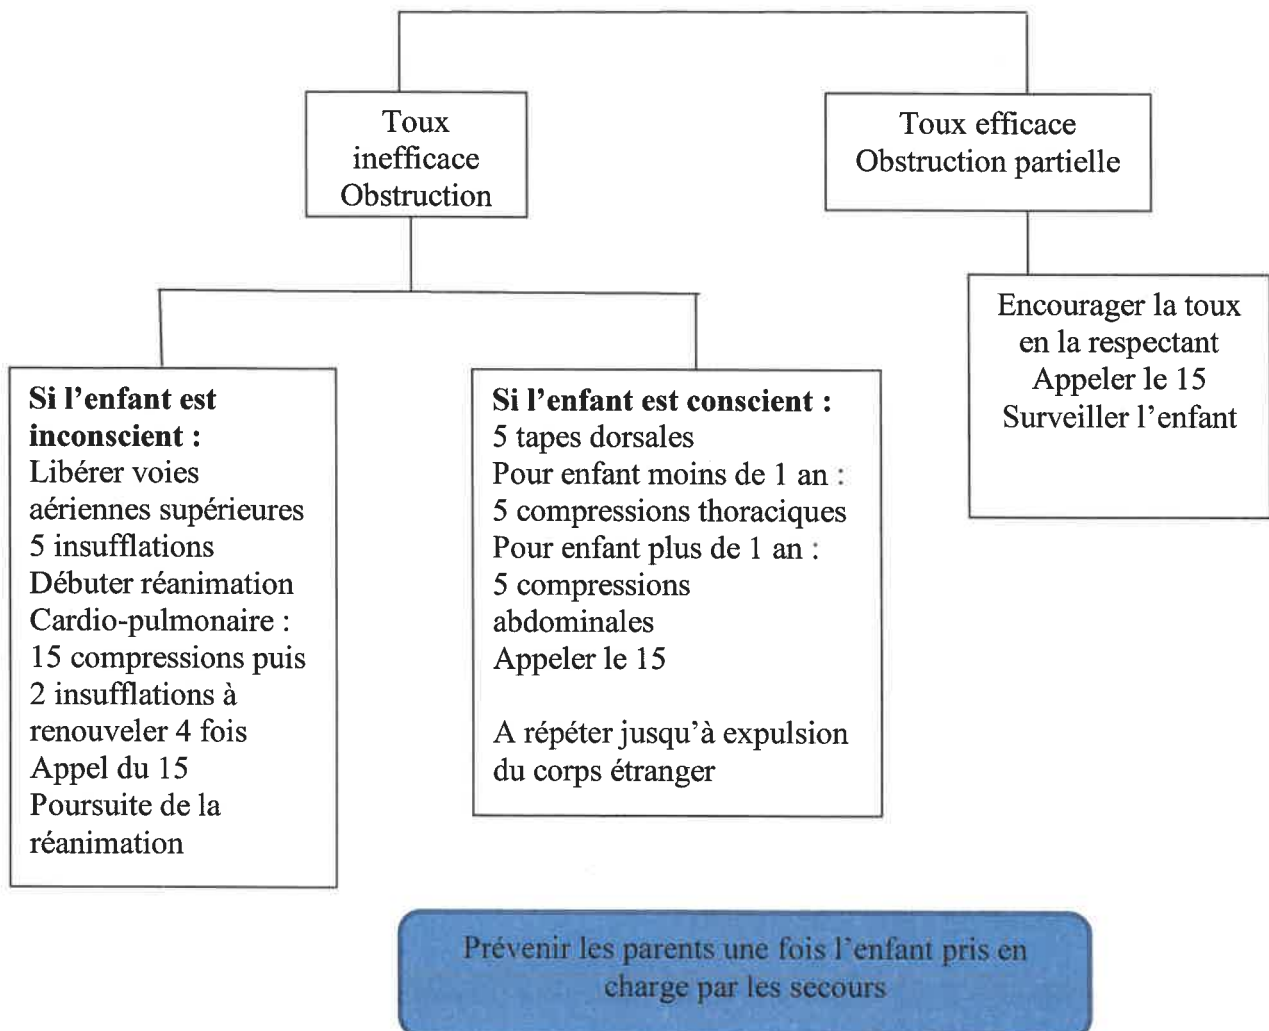 Toux
inefficace
Obstruction
Toux efficace
Obstruction partielle
Encourager la toux
en la respectant
Appeler le 15
Surveiller l'enfant
Si l'enfant est
inconscient :
Libérer voies
aériennes supérieures
5 insufflations
Débuter réanimation
Cardio-pulmonaire :
15 compressions puis
2 insufflations à
renouveler 4 fois
Appel du 15
Poursuite de la
réanimation
Si l'enfant est conscient :
5 tapes dorsales
Pour enfant moins de 1 an :
5 compressions thoraciques
Pour enfant plus de 1 an :
5 compressions
abdominales
Appeler le 15
A répéter jusqu'à expulsion
du corps étranger
Prévenir les parents une fois l'enfant pris en
charge par les secours